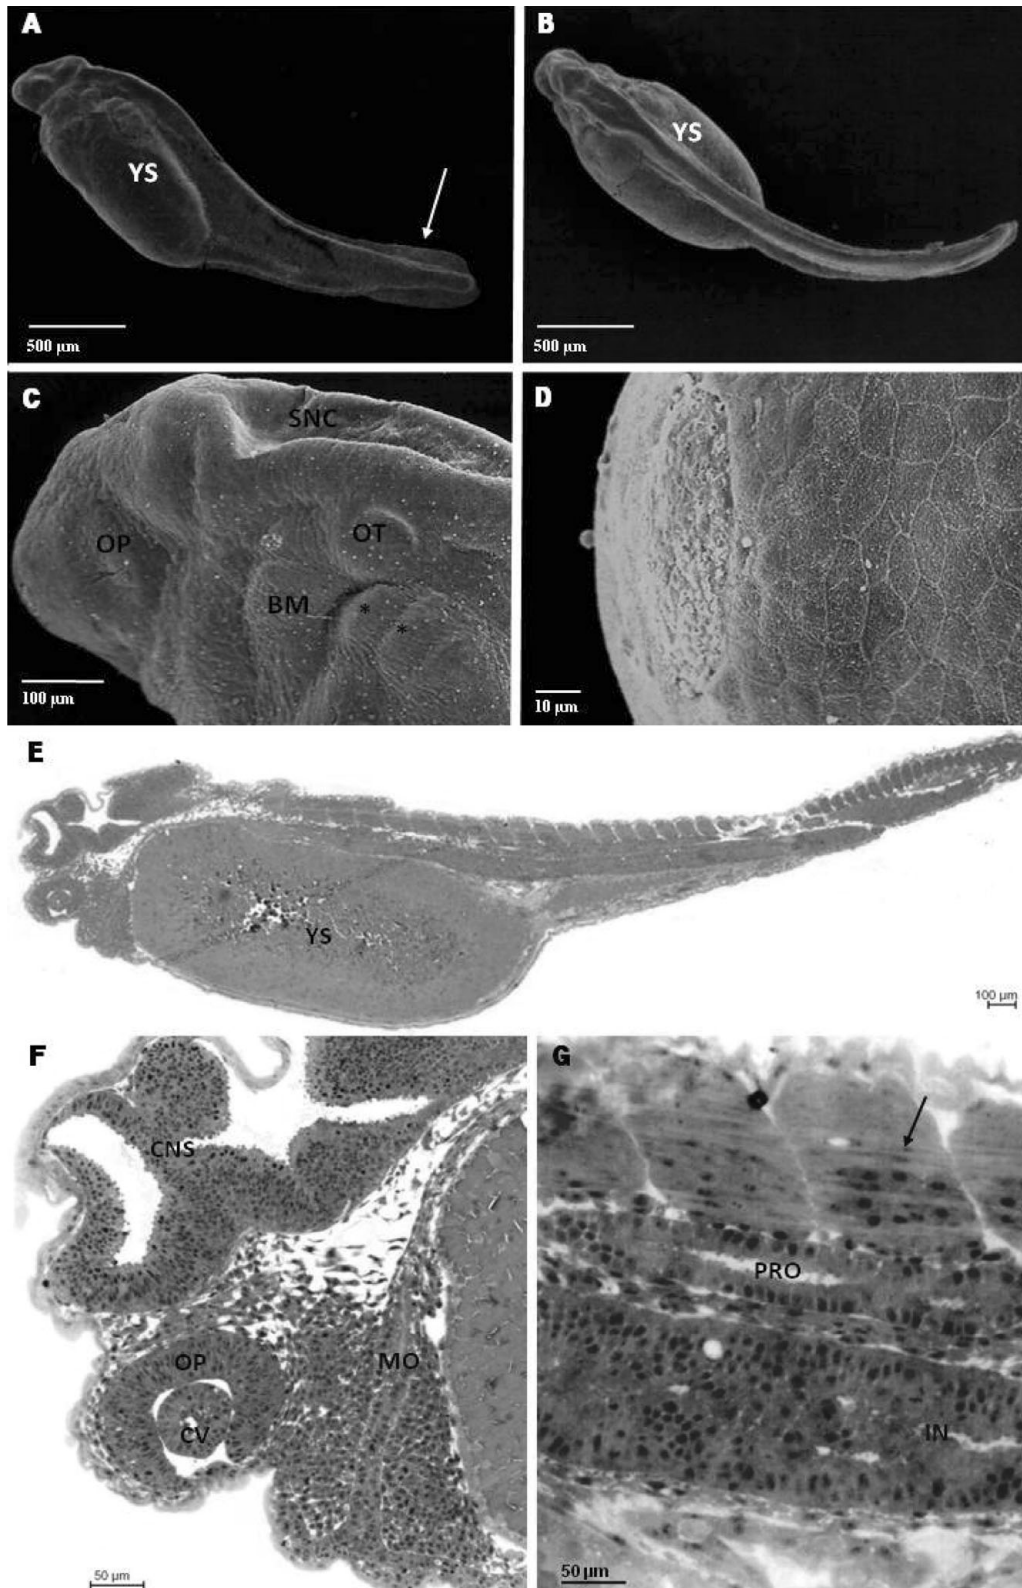 A
YS
500 µm
B
YS
500 µm
C
SNC
OP
OT
BM
*
*
100 µm
D
10 µm
E
YS
100 µm
F
CNS
OP
MO
CV
50 µm
G
PRO
IN
50 µm